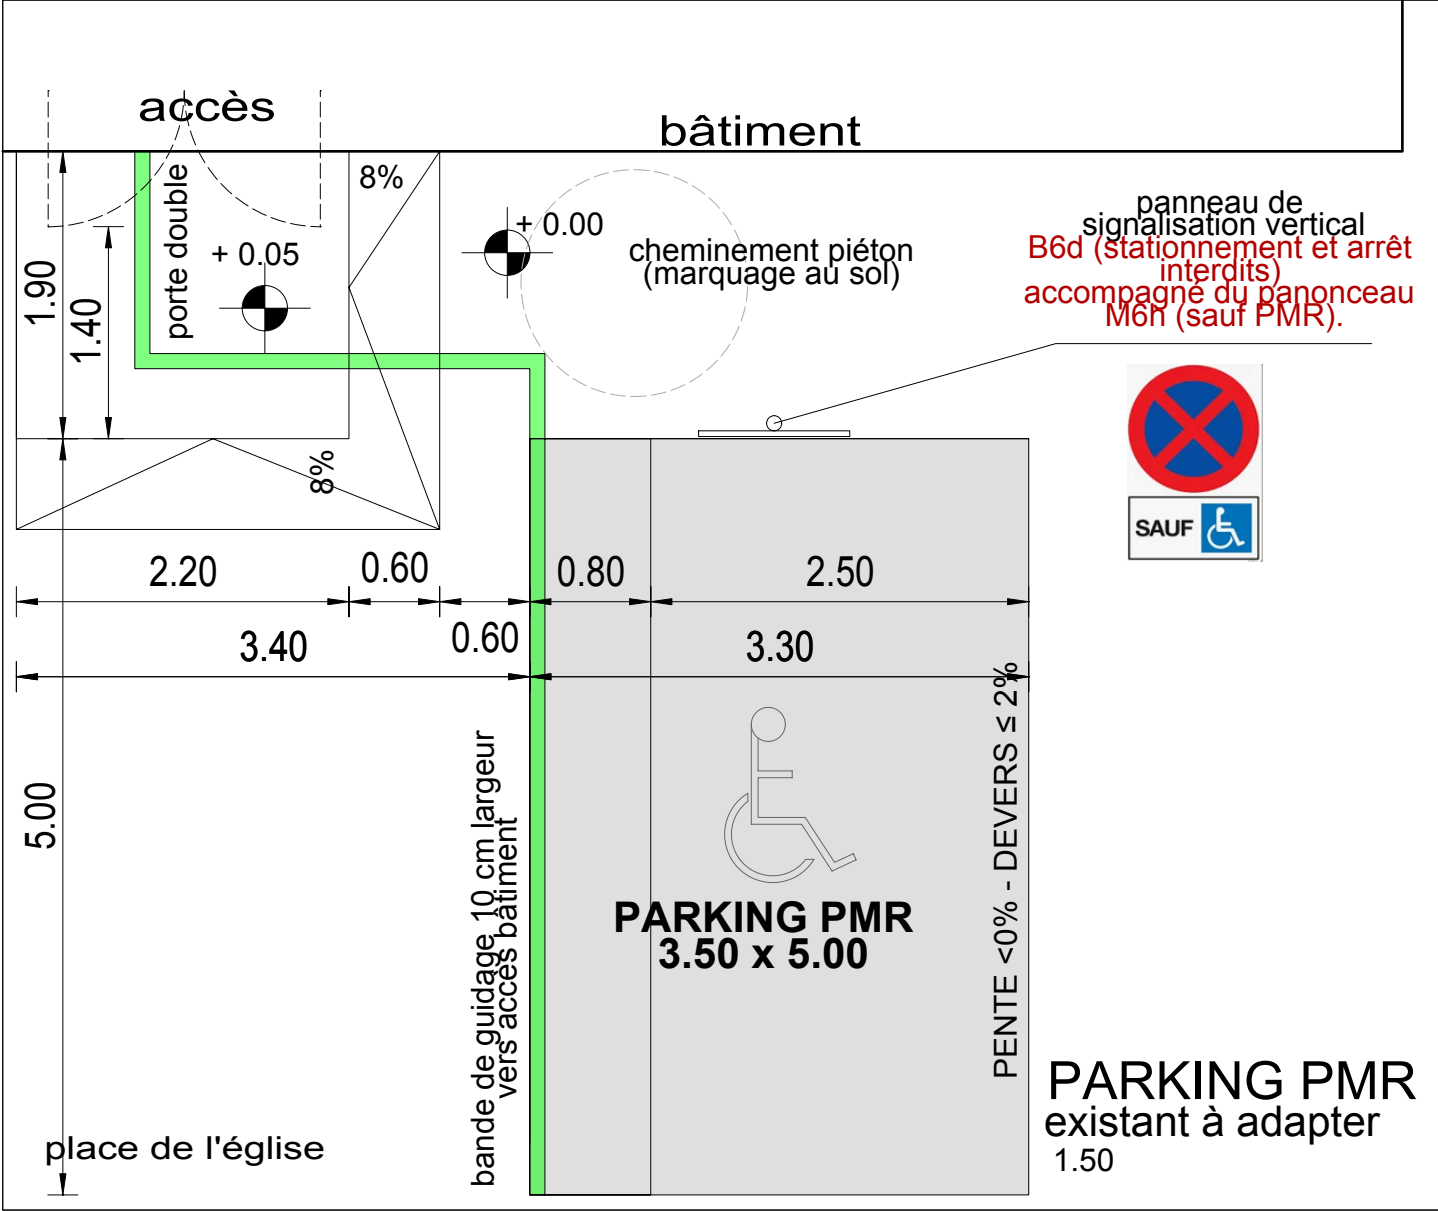 accès
bâtiment
8%
porte double
+ 0.05
+ 0.00
cheminement piéton
(marquage au sol)
panneau de
signalisation vertical
B6d (stationnement et arrêt
interdits)
accompagné du panonceau
M6h (sauf PMR).
1.90
1.40
8%
SAUF
2.20
0.60
0.80
2.50
3.40
0.60
3.30
5.00
bande de guidage 10 cm largeur
vers accès bâtiment
PARKING PMR
3.50 x 5.00
PENTE <0% - DEVERS ≤ 2%
PARKING PMR
existant à adapter
1.50
place de l'église